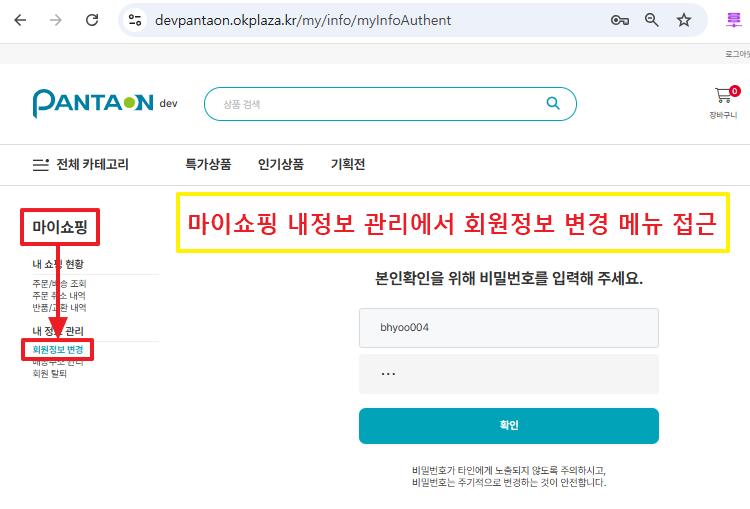 devpantaon.okplaza.kr/my/info/myInfoAuthent
로그아웃
PANTAON dev
상품 검색
0
장바구니
전체 카테고리
특가상품
인기상품
기획전
마이쇼핑
마이쇼핑 내정보 관리에서 회원정보 변경 메뉴 접근
내 쇼핑 현황
주문/배송 조회
주문 취소 내역
반품/교환 내역
내 정보 관리
회원정보 변경
회원 탈퇴
본인확인을 위해 비밀번호를 입력해 주세요.
bhyoo004
확인
비밀번호가 타인에게 노출되지 않도록 주의하시고,
비밀번호는 주기적으로 변경하는 것이 안전합니다.